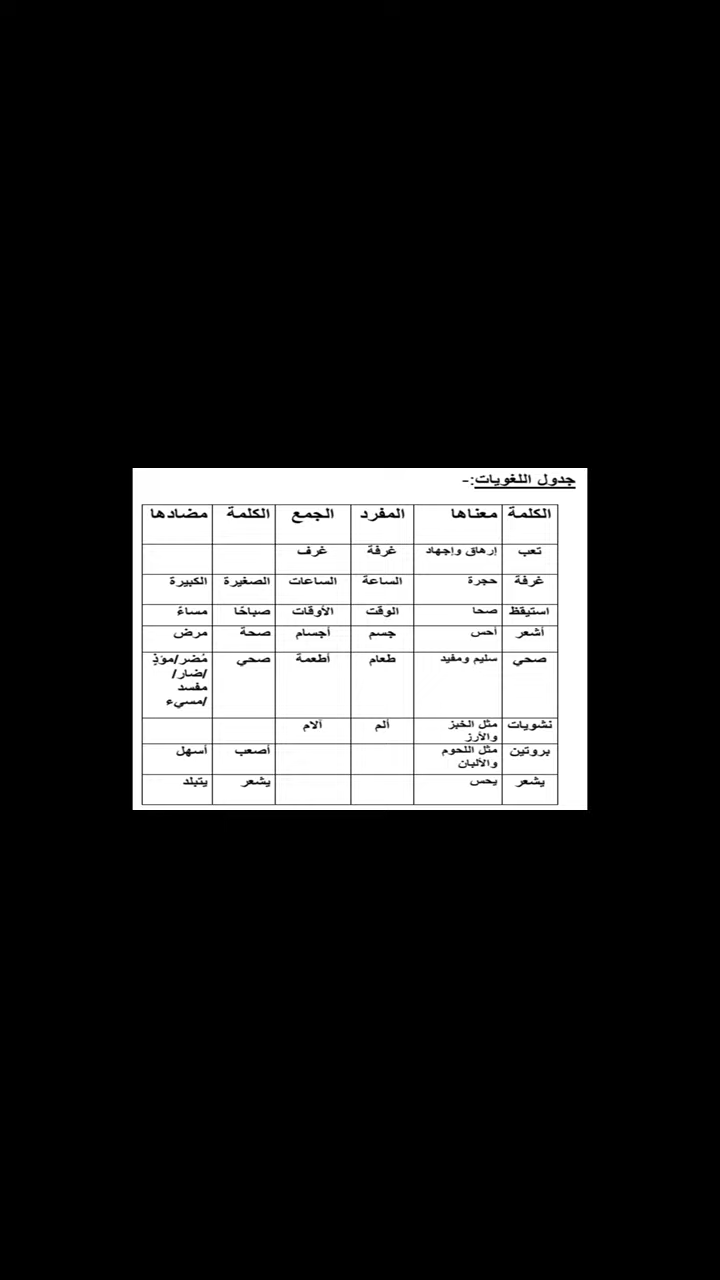 جدول اللغويات:-
الكلمة معناها المفرد الجمع الكلمة مضادها
تعب إرهاق وإجهاد غرفة غرف
غرفة حجرة الساعة الساعات الصغيرة الكبيرة
استيقظ صحا الوقت الأوقات صباحًا مساءً
أشعر أحس جسم أجسام صحة مرض
صحي سليم ومفيد طعام أطعمة صحي مُضر/مؤذٍ
/ضار/
مفسد
/مسيء
نشويات مثل الخبز ألم آلام
والأرز
بروتين مثل اللحوم أصعب أسهل
والألبان
يشعر يحس يشعر يتبلد